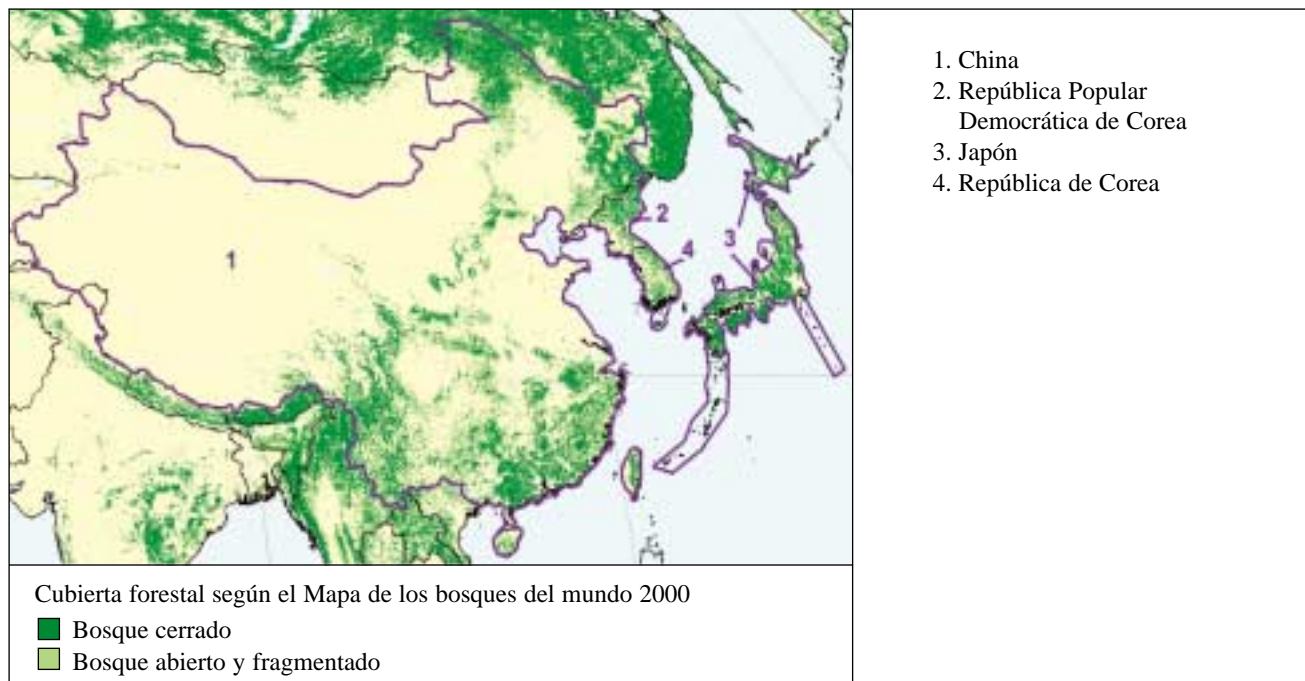 1
2
4
3
1. China
2. República Popular
Democrática de Corea
3. Japón
4. República de Corea
Cubierta forestal según el Mapa de los bosques del mundo 2000
Bosque cerrado
Bosque abierto y fragmentado